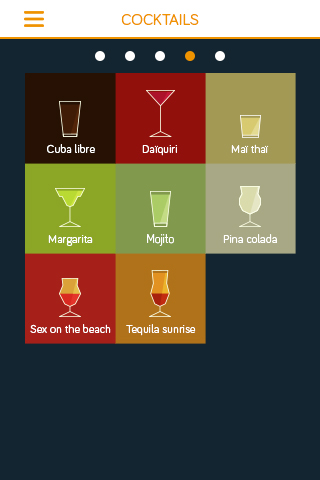 COCKTAILS
Cuba libre
Daïquiri
Maï thaï
Margarita
Mojito
Pina colada
Sex on the beach
Tequila sunrise